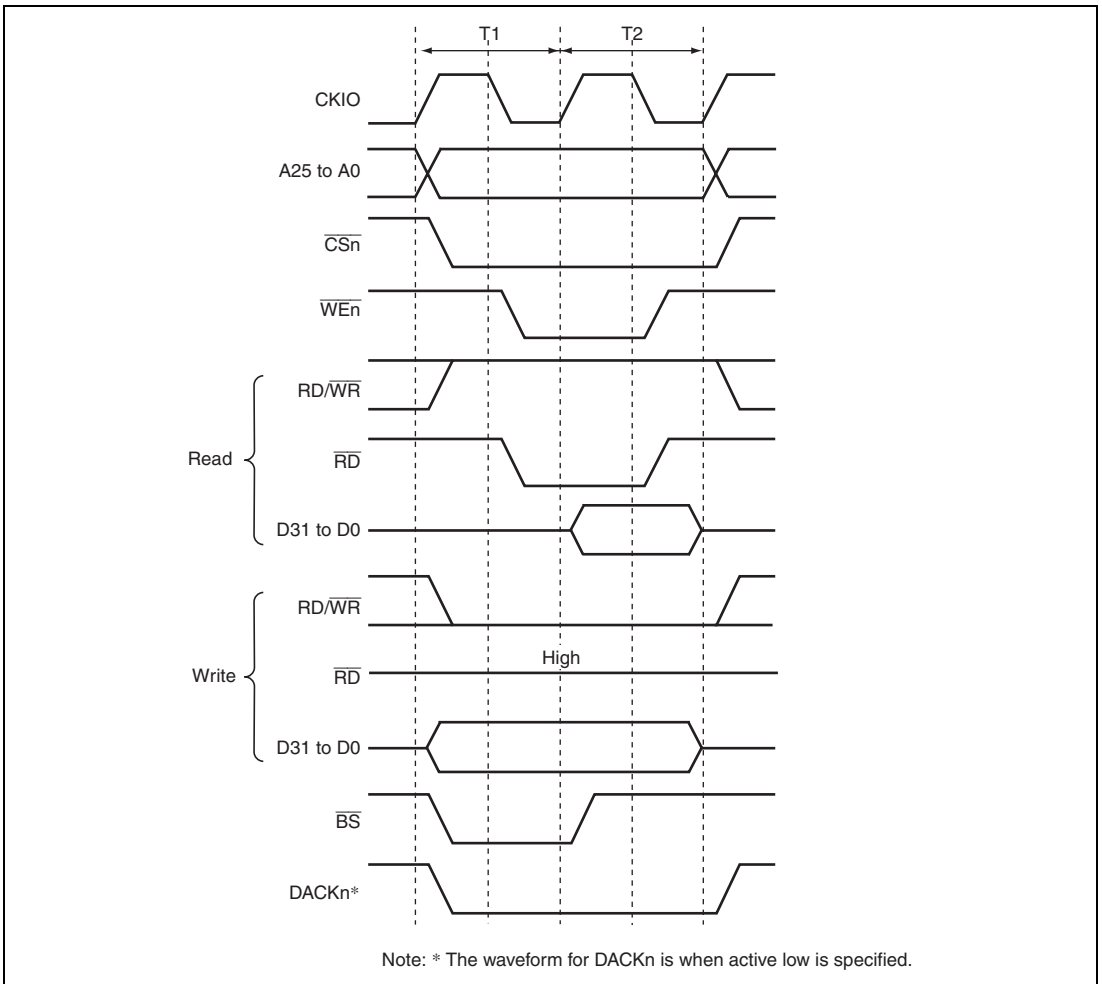 T1 T2
CKIO
A25 to A0
CSn
WEn
RD/WR
Read
RD
D31 to D0
RD/WR
High
Write
RD
D31 to D0
BS
DACKn*
Note: * The waveform for DACKn is when active low is specified.